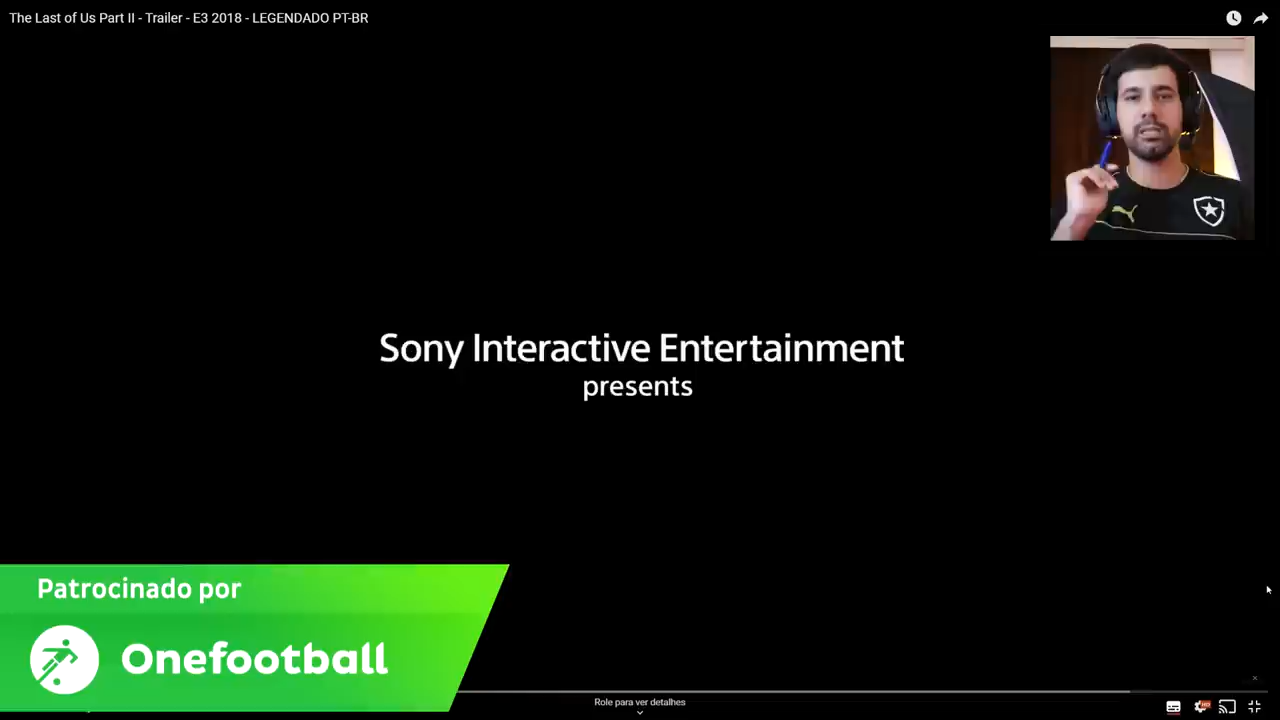 The Last of Us Part II - Trailer - E3 2018 - LEGENDADO PT-BR
Sony Interactive Entertainment
presents
Patrocinado por
Onefootball
Role para ver detalhes
HD